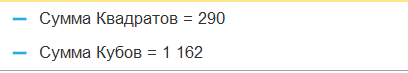 — Сумма Квадратов = 290
— Сумма Кубов = 1 162